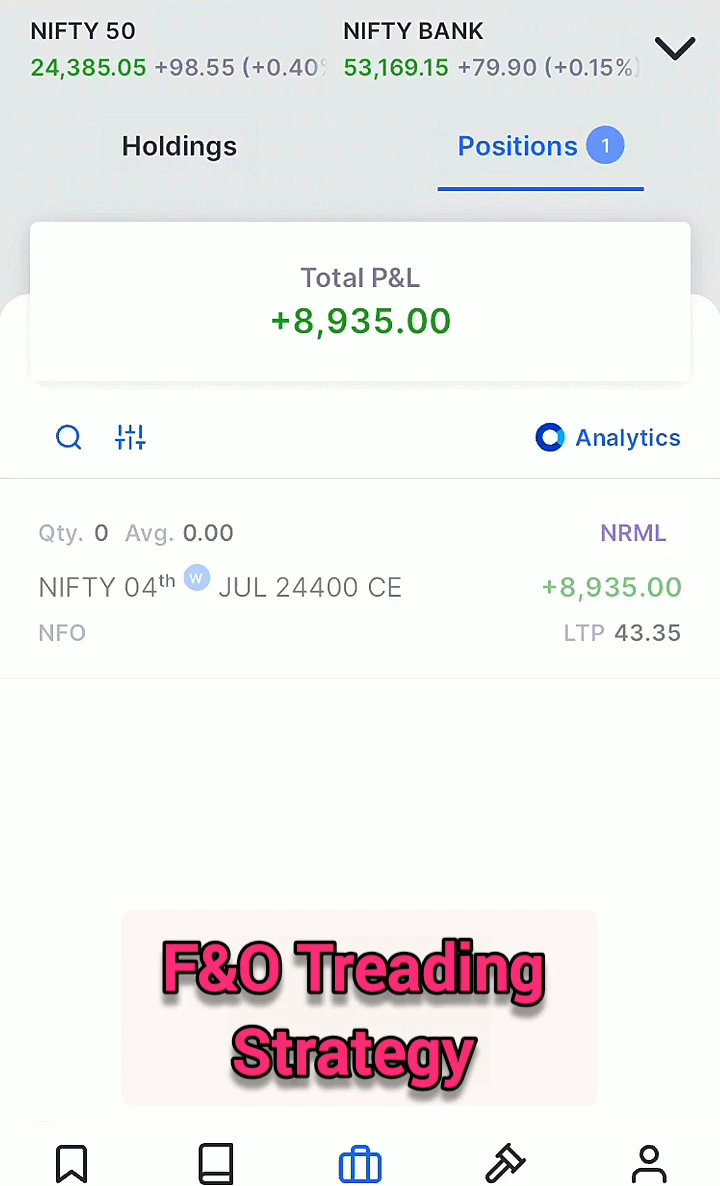 NIFTY 50 NIFTY BANK
24,385.05 +98.55 (+0.40% 53,169.15 +79.90 (+0.15%)
Holdings Positions 1
Total P&L
+8,935.00
Analytics
Qty. 0 Avg. 0.00 NRML
NIFTY 04th W JUL 24400 CE +8,935.00
NFO LTP 43.35
F&O Treading
Strategy